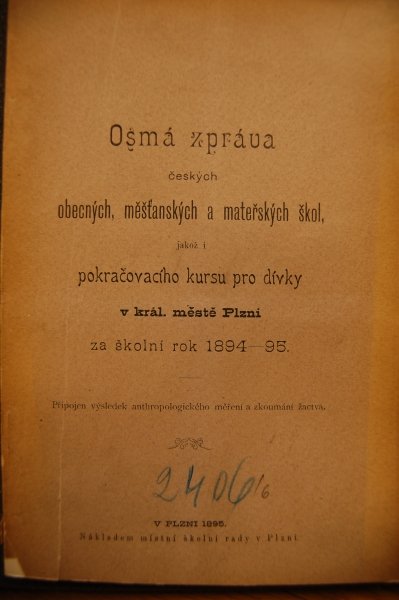 Osmá zpráva
českých
obecných, měšťanských a mateřských škol,
jakož i
pokračovacího kursu pro dívky
v král. městě Plzni
za školní rok 1894—95.
Připojen výsledek anthropologického měření a zkoumání žactva.
2406/6
V PLZNI 1895.
Nákladem místní školní rady v Plzni.